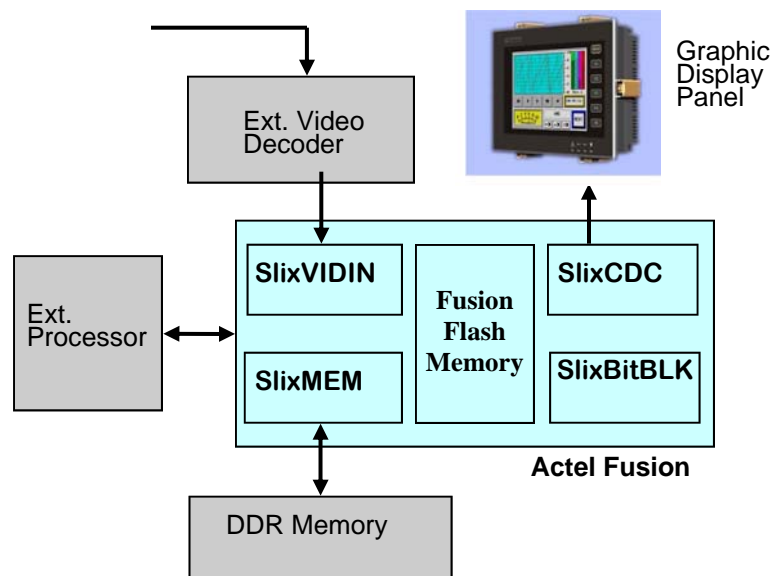 Graphic
Display
Panel
Ext. Video
Decoder
SlixVIDIN
Fusion
Flash
Memory
SlixCDC
Ext.
Processor
SlixMEM
SlixBitBLK
Actel Fusion
DDR Memory